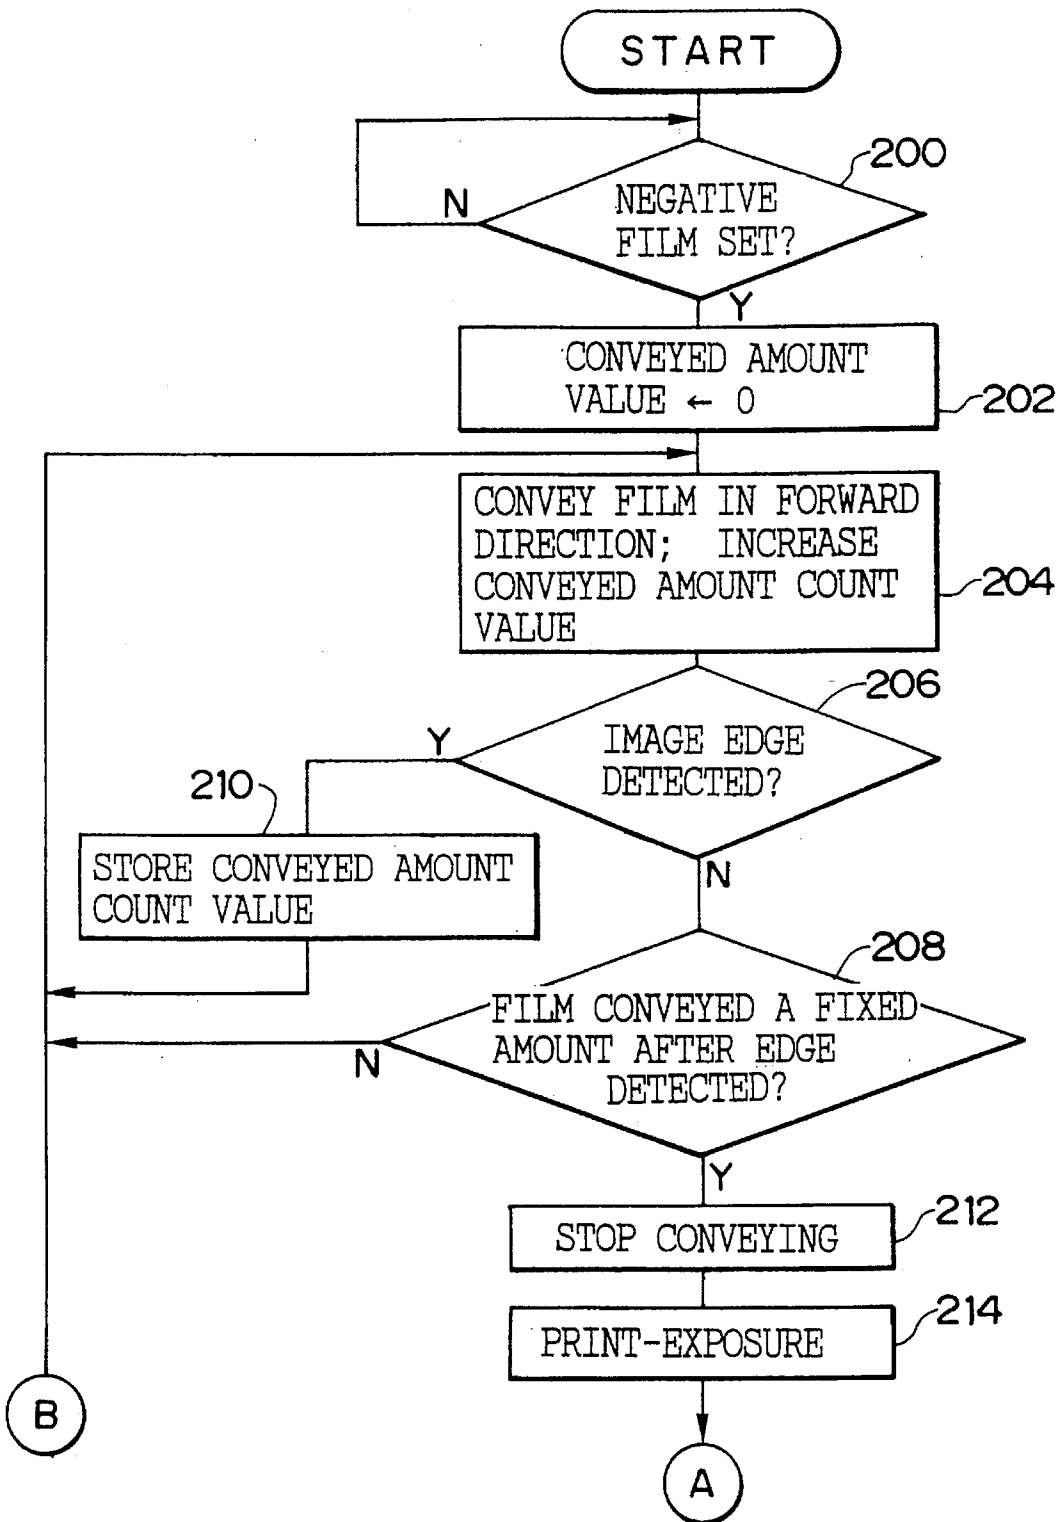 START
200
N
NEGATIVE
FILM SET?
Y
CONVEYED AMOUNT
VALUE ← 0
202
CONVEY FILM IN FORWARD
DIRECTION; INCREASE
CONVEYED AMOUNT COUNT
VALUE
204
206
Y
IMAGE EDGE
DETECTED?
210
STORE CONVEYED AMOUNT
COUNT VALUE
N
208
FILM CONVEYED A FIXED
AMOUNT AFTER EDGE
DETECTED?
N
Y
212
STOP CONVEYING
214
PRINT-EXPOSURE
B
A